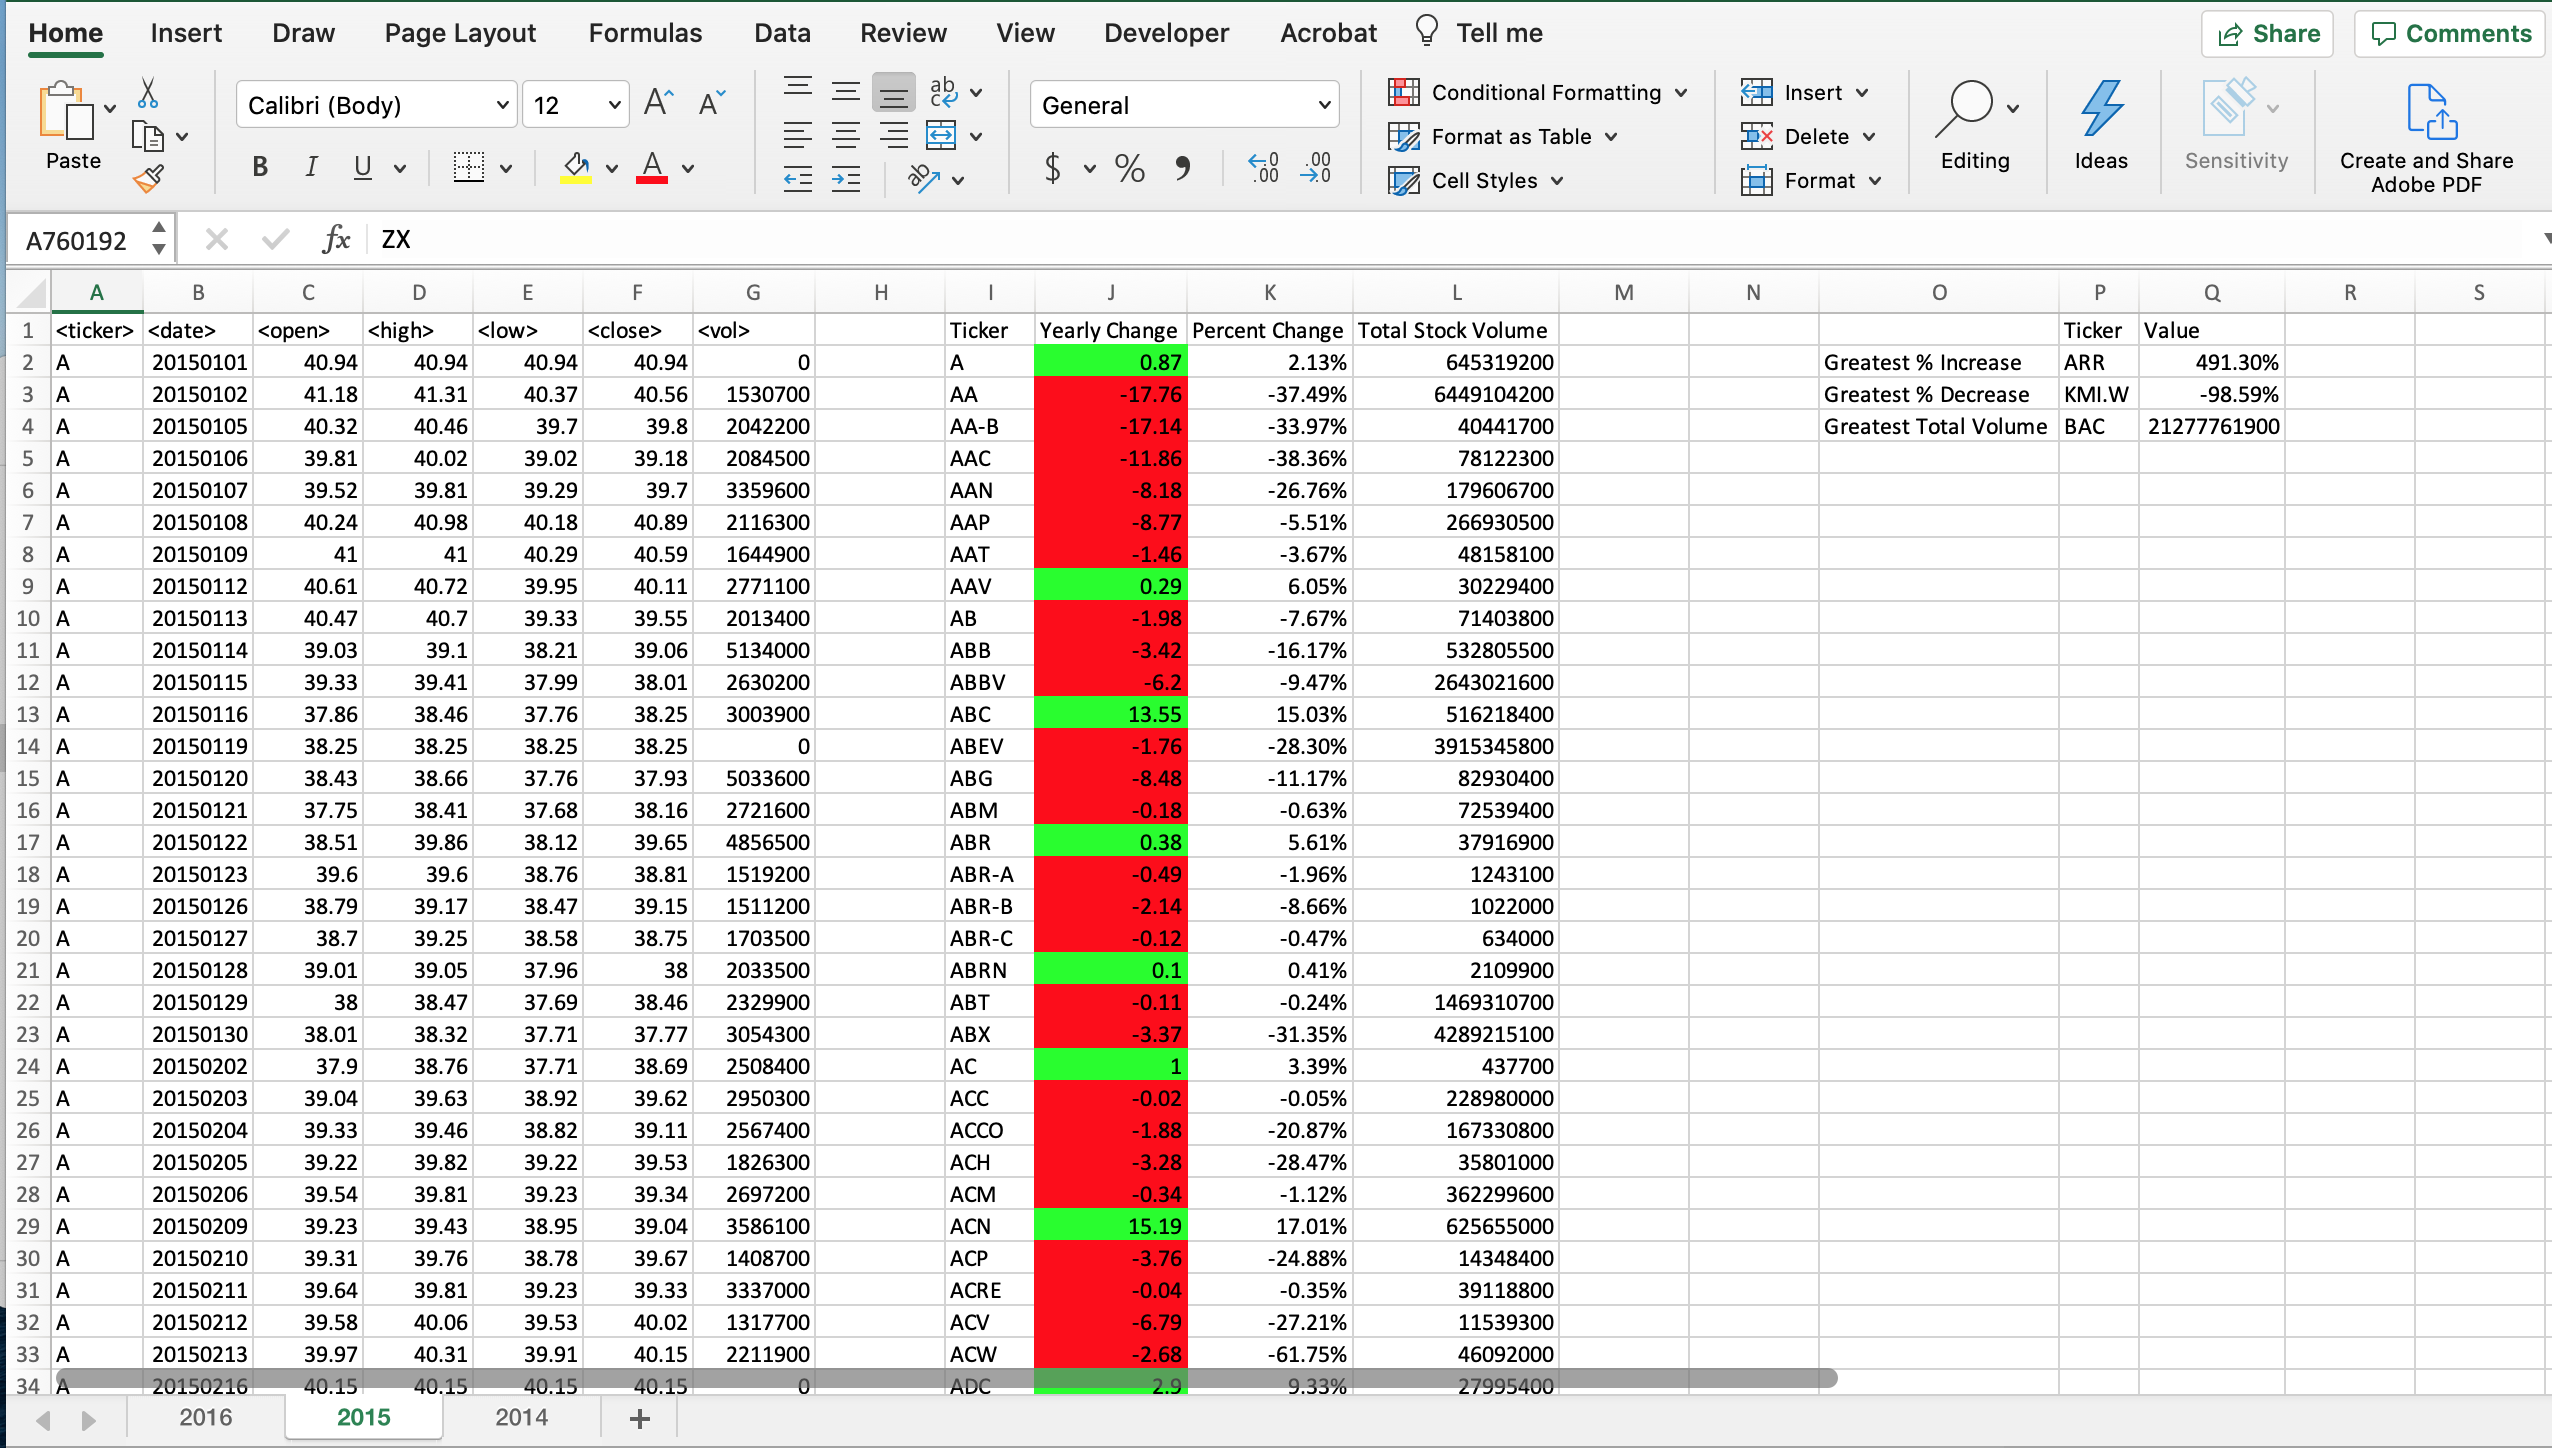 Home Insert Draw Page Layout Formulas Data Review View Developer Acrobat Tell me Share Comments
Paste Calibri (Body) 12 General Conditional Formatting Format as Table Cell Styles Insert Delete Format Editing Ideas Sensitivity Create and Share Adobe PDF
A760192 fx ZX
A B C D E F G H I J K L M N O P Q R S
1 <ticker> <date> <open> <high> <low> <close> <vol> Ticker Yearly Change Percent Change Total Stock Volume Ticker Value
2 A 20150101 40.94 40.94 40.94 40.94 0 A 0.87 2.13% 645319200 Greatest % Increase ARR 491.30%
3 A 20150102 41.18 41.31 40.37 40.56 1530700 AA -17.76 -37.49% 6449104200 Greatest % Decrease KMI.W -98.59%
4 A 20150105 40.32 40.46 39.7 39.8 2042200 AA-B -17.14 -33.97% 40441700 Greatest Total Volume BAC 21277761900
5 A 20150106 39.81 40.02 39.02 39.18 2084500 AAC -11.86 -38.36% 78122300
6 A 20150107 39.52 39.81 39.29 39.7 3359600 AAN -8.18 -26.76% 179606700
7 A 20150108 40.24 40.98 40.18 40.89 2116300 AAP -8.77 -5.51% 266930500
8 A 20150109 41 41 40.29 40.59 1644900 AAT -1.46 -3.67% 48158100
9 A 20150112 40.61 40.72 39.95 40.11 2771100 AAV 0.29 6.05% 30229400
10 A 20150113 40.47 40.7 39.33 39.55 2013400 AB -1.98 -7.67% 71403800
11 A 20150114 39.03 39.1 38.21 39.06 5134000 ABB -3.42 -16.17% 532805500
12 A 20150115 39.33 39.41 37.99 38.01 2630200 ABBV -6.2 -9.47% 2643021600
13 A 20150116 37.86 38.46 37.76 38.25 3003900 ABC 13.55 15.03% 516218400
14 A 20150119 38.25 38.25 38.25 38.25 0 ABEV -1.76 -28.30% 3915345800
15 A 20150120 38.43 38.66 37.76 37.93 5033600 ABG -8.48 -11.17% 82930400
16 A 20150121 37.75 38.41 37.68 38.16 2721600 ABM -0.18 -0.63% 72539400
17 A 20150122 38.51 39.86 38.12 39.65 4856500 ABR 0.38 5.61% 37916900
18 A 20150123 39.6 39.6 38.76 38.81 1519200 ABR-A -0.49 -1.96% 1243100
19 A 20150126 38.79 39.17 38.47 39.15 1511200 ABR-B -2.14 -8.66% 1022000
20 A 20150127 38.7 39.25 38.58 38.75 1703500 ABR-C -0.12 -0.47% 634000
21 A 20150128 39.01 39.05 37.96 38 2033500 ABRN 0.1 0.41% 2109900
22 A 20150129 38 38.47 37.69 38.46 2329900 ABT -0.11 -0.24% 1469310700
23 A 20150130 38.01 38.32 37.71 37.77 3054300 ABX -3.37 -31.35% 4289215100
24 A 20150202 37.9 38.76 37.71 38.69 2508400 AC 1 3.39% 437700
25 A 20150203 39.04 39.63 38.92 39.62 2950300 ACC -0.02 -0.05% 228980000
26 A 20150204 39.33 39.46 38.82 39.11 2567400 ACCO -1.88 -20.87% 167330800
27 A 20150205 39.22 39.82 39.22 39.53 1826300 ACH -3.28 -28.47% 35801000
28 A 20150206 39.54 39.81 39.23 39.34 2697200 ACM -0.34 -1.12% 362299600
29 A 20150209 39.23 39.43 38.95 39.04 3586100 ACN 15.19 17.01% 625655000
30 A 20150210 39.31 39.76 38.78 39.67 1408700 ACP -3.76 -24.88% 14348400
31 A 20150211 39.64 39.81 39.23 39.33 3337000 ACRE -0.04 -0.35% 39118800
32 A 20150212 39.58 40.06 39.53 40.02 1317700 ACV -6.79 -27.21% 11539300
33 A 20150213 39.97 40.31 39.91 40.15 2211900 ACW -2.68 -61.75% 46092000
34 A 20150216 40.15 40.15 40.15 40.15 0 ADC 2.9 9.33% 27995400
2016 2015 2014 +